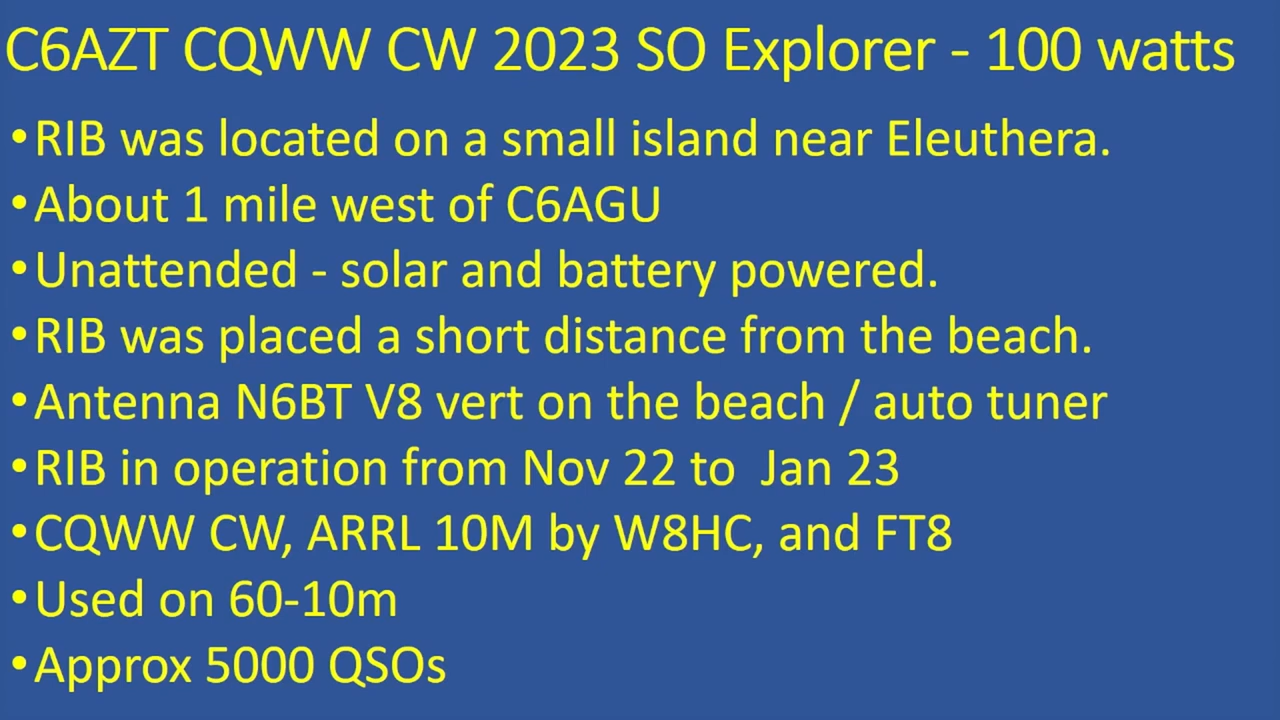 C6AZT CQWW CW 2023 SO Explorer - 100 watts
•RIB was located on a small island near Eleuthera.
•About 1 mile west of C6AGU
•Unattended - solar and battery powered.
•RIB was placed a short distance from the beach.
•Antenna N6BT V8 vert on the beach / auto tuner
•RIB in operation from Nov 22 to  Jan 23
•CQWW CW, ARRL 10M by W8HC, and FT8
•Used on 60-10m
•Approx 5000 QSOs